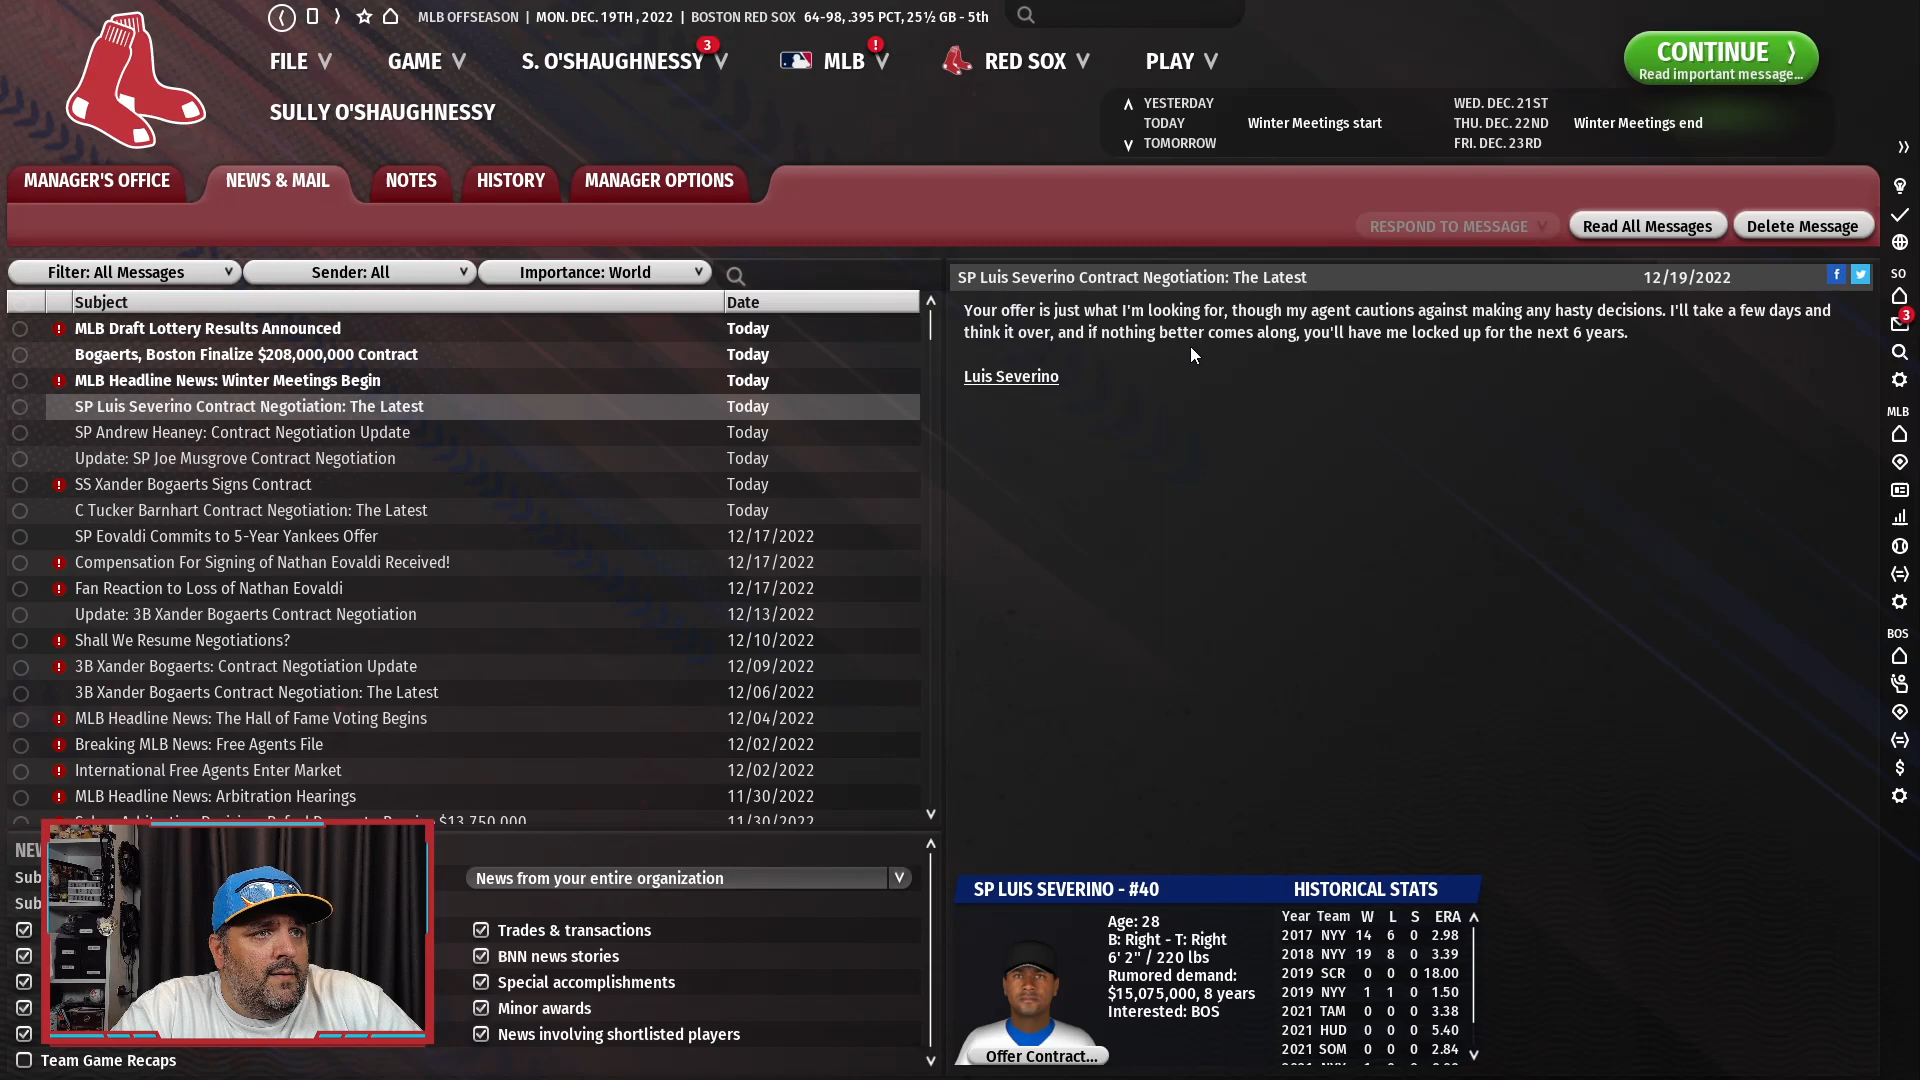 MLB OFFSEASON | MON. DEC. 19TH , 2022 | BOSTON RED SOX 64-98, .395 PCT, 25½ GB - 5th
FILE
GAME
S. O'SHAUGHNESSY
3
MLB
!
RED SOX
PLAY
CONTINUE
Read important message...
SULLY O'SHAUGHNESSY
YESTERDAY
TODAY
TOMORROW
Winter Meetings start
WED. DEC. 21ST
THU. DEC. 22ND
FRI. DEC. 23RD
Winter Meetings end
MANAGER'S OFFICE
NEWS & MAIL
NOTES
HISTORY
MANAGER OPTIONS
RESPOND TO MESSAGE
Read All Messages
Delete Message
Filter: All Messages
Sender: All
Importance: World
Subject Date
! MLB Draft Lottery Results Announced Today
Bogaerts, Boston Finalize $208,000,000 Contract Today
! MLB Headline News: Winter Meetings Begin Today
SP Luis Severino Contract Negotiation: The Latest Today
SP Andrew Heaney: Contract Negotiation Update Today
Update: SP Joe Musgrove Contract Negotiation Today
! SS Xander Bogaerts Signs Contract Today
C Tucker Barnhart Contract Negotiation: The Latest Today
SP Eovaldi Commits to 5-Year Yankees Offer 12/17/2022
! Compensation For Signing of Nathan Eovaldi Received! 12/17/2022
! Fan Reaction to Loss of Nathan Eovaldi 12/17/2022
Update: 3B Xander Bogaerts Contract Negotiation 12/13/2022
! Shall We Resume Negotiations? 12/10/2022
! 3B Xander Bogaerts: Contract Negotiation Update 12/09/2022
3B Xander Bogaerts Contract Negotiation: The Latest 12/06/2022
! MLB Headline News: The Hall of Fame Voting Begins 12/04/2022
! Breaking MLB News: Free Agents File 12/02/2022
! International Free Agents Enter Market 12/02/2022
! MLB Headline News: Arbitration Hearings 11/30/2022
$13,750,000 11/30/2022
SP Luis Severino Contract Negotiation: The Latest 12/19/2022
Your offer is just what I'm looking for, though my agent cautions against making any hasty decisions. I'll take a few days and
think it over, and if nothing better comes along, you'll have me locked up for the next 6 years.
Luis Severino
NEW
Sub
Sub
News from your entire organization
Trades & transactions
BNN news stories
Special accomplishments
Minor awards
News involving shortlisted players
Team Game Recaps
SP LUIS SEVERINO - #40
Age: 28
B: Right - T: Right
6' 2" / 220 lbs
Rumored demand:
$15,075,000, 8 years
Interested: BOS
Offer Contract...
HISTORICAL STATS
Year Team W L S ERA
2017 NYY 14 6 0 2.98
2018 NYY 19 8 0 3.39
2019 SCR 0 0 0 18.00
2019 NYY 1 1 0 1.50
2021 TAM 0 0 0 3.38
2021 HUD 0 0 0 5.40
2021 SOM 0 0 0 2.84
SO
3
MLB
BOS